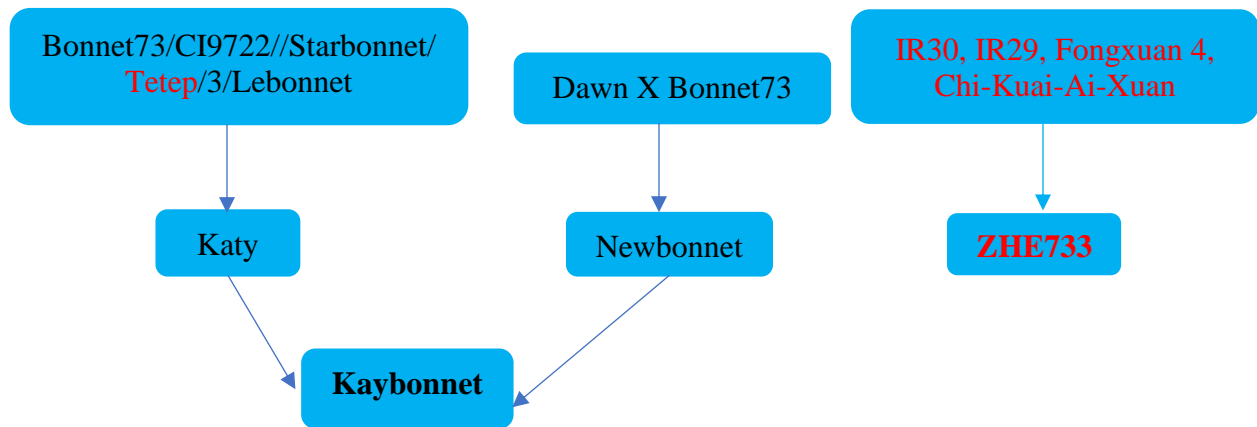 Bonnet73/CI9722//Starbonnet/
Tetep/3/Lebonnet
Dawn X Bonnet73
IR30, IR29, Fongxuan 4,
Chi-Kuai-Ai-Xuan
Katy
Newbonnet
ZHE733
Kaybonnet